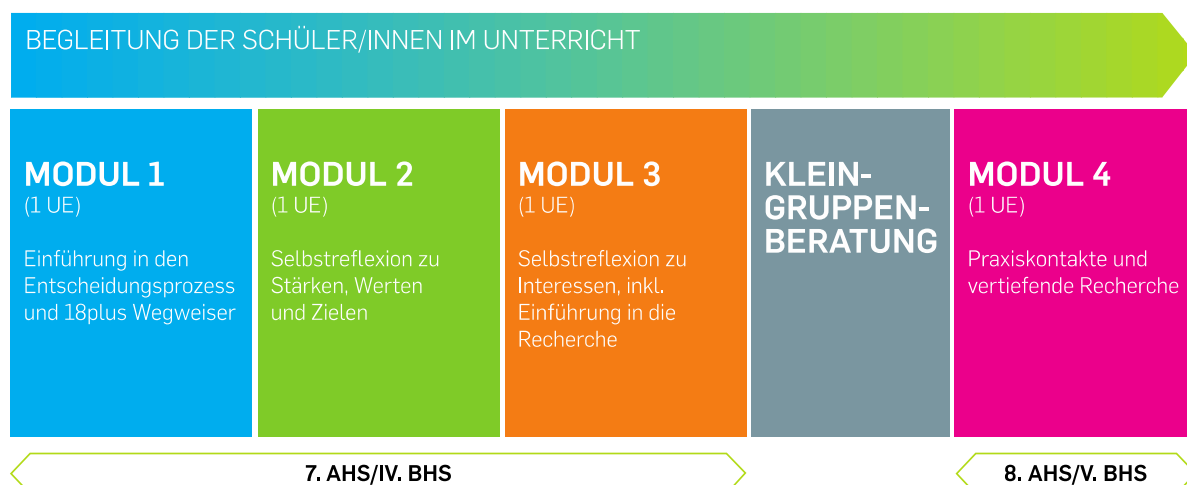 BEGLEITUNG DER SCHÜLER/INNEN IM UNTERRICHT
MODUL 1
(1 UE)
Einführung in den
Entscheidungsprozess
und 18plus Wegweiser
MODUL 2
(1 UE)
Selbstreflexion zu
Stärken, Werten
und Zielen
MODUL 3
(1 UE)
Selbstreflexion zu
Interessen, inkl.
Einführung in die
Recherche
KLEIN-
GRUPPEN-
BERATUNG
MODUL 4
(1 UE)
Praxiskontakte und
vertiefende Recherche
7. AHS/IV. BHS
8. AHS/V. BHS